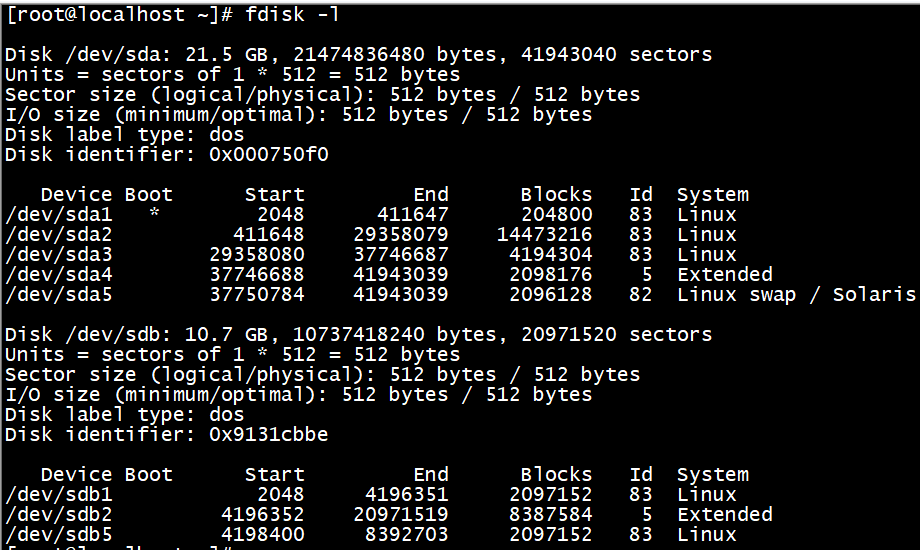 [root@localhost ~]# fdisk -l
Disk /dev/sda: 21.5 GB, 21474836480 bytes, 41943040 sectors
Units = sectors of 1 * 512 = 512 bytes
Sector size (logical/physical): 512 bytes / 512 bytes
I/O size (minimum/optimal): 512 bytes / 512 bytes
Disk label type: dos
Disk identifier: 0x000750f0
Device Boot Start End Blocks Id System
/dev/sda1 * 2048 411647 204800 83 Linux
/dev/sda2 411648 29358079 14473216 83 Linux
/dev/sda3 29358080 37746687 4194304 83 Linux
/dev/sda4 37746688 41943039 2098176 5 Extended
/dev/sda5 37750784 41943039 2096128 82 Linux swap / Solaris
Disk /dev/sdb: 10.7 GB, 10737418240 bytes, 20971520 sectors
Units = sectors of 1 * 512 = 512 bytes
Sector size (logical/physical): 512 bytes / 512 bytes
I/O size (minimum/optimal): 512 bytes / 512 bytes
Disk label type: dos
Disk identifier: 0x9131cbbe
Device Boot Start End Blocks Id System
/dev/sdb1 2048 4196351 2097152 83 Linux
/dev/sdb2 4196352 20971519 8387584 5 Extended
/dev/sdb5 4198400 8392703 2097152 83 Linux